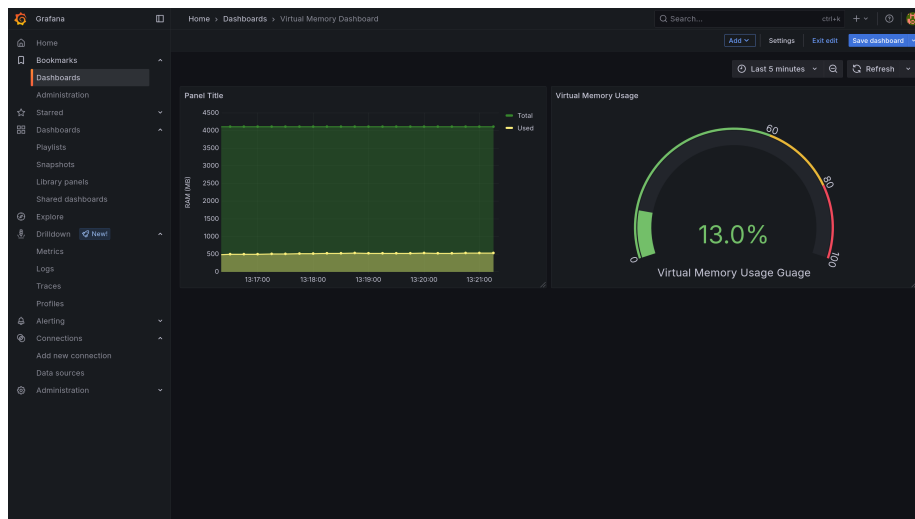 Grafana
Home › Dashboards › Virtual Memory Dashboard
Search...
ctrl+k
Add
Settings
Exit edit
Save dashboard
Last 5 minutes
Refresh
Home
Bookmarks
Dashboards
Administration
Starred
Dashboards
Playlists
Snapshots
Library panels
Shared dashboards
Explore
Drilldown
New!
Metrics
Logs
Traces
Profiles
Alerting
Connections
Add new connection
Data sources
Administration
Panel Title
RAM (MB)
4500
4000
3500
3000
2500
2000
1500
1000
500
0
13:17:00
13:18:00
13:19:00
13:20:00
13:21:00
Total
Used
Virtual Memory Usage
0
60
80
100
13.0%
Virtual Memory Usage Guage